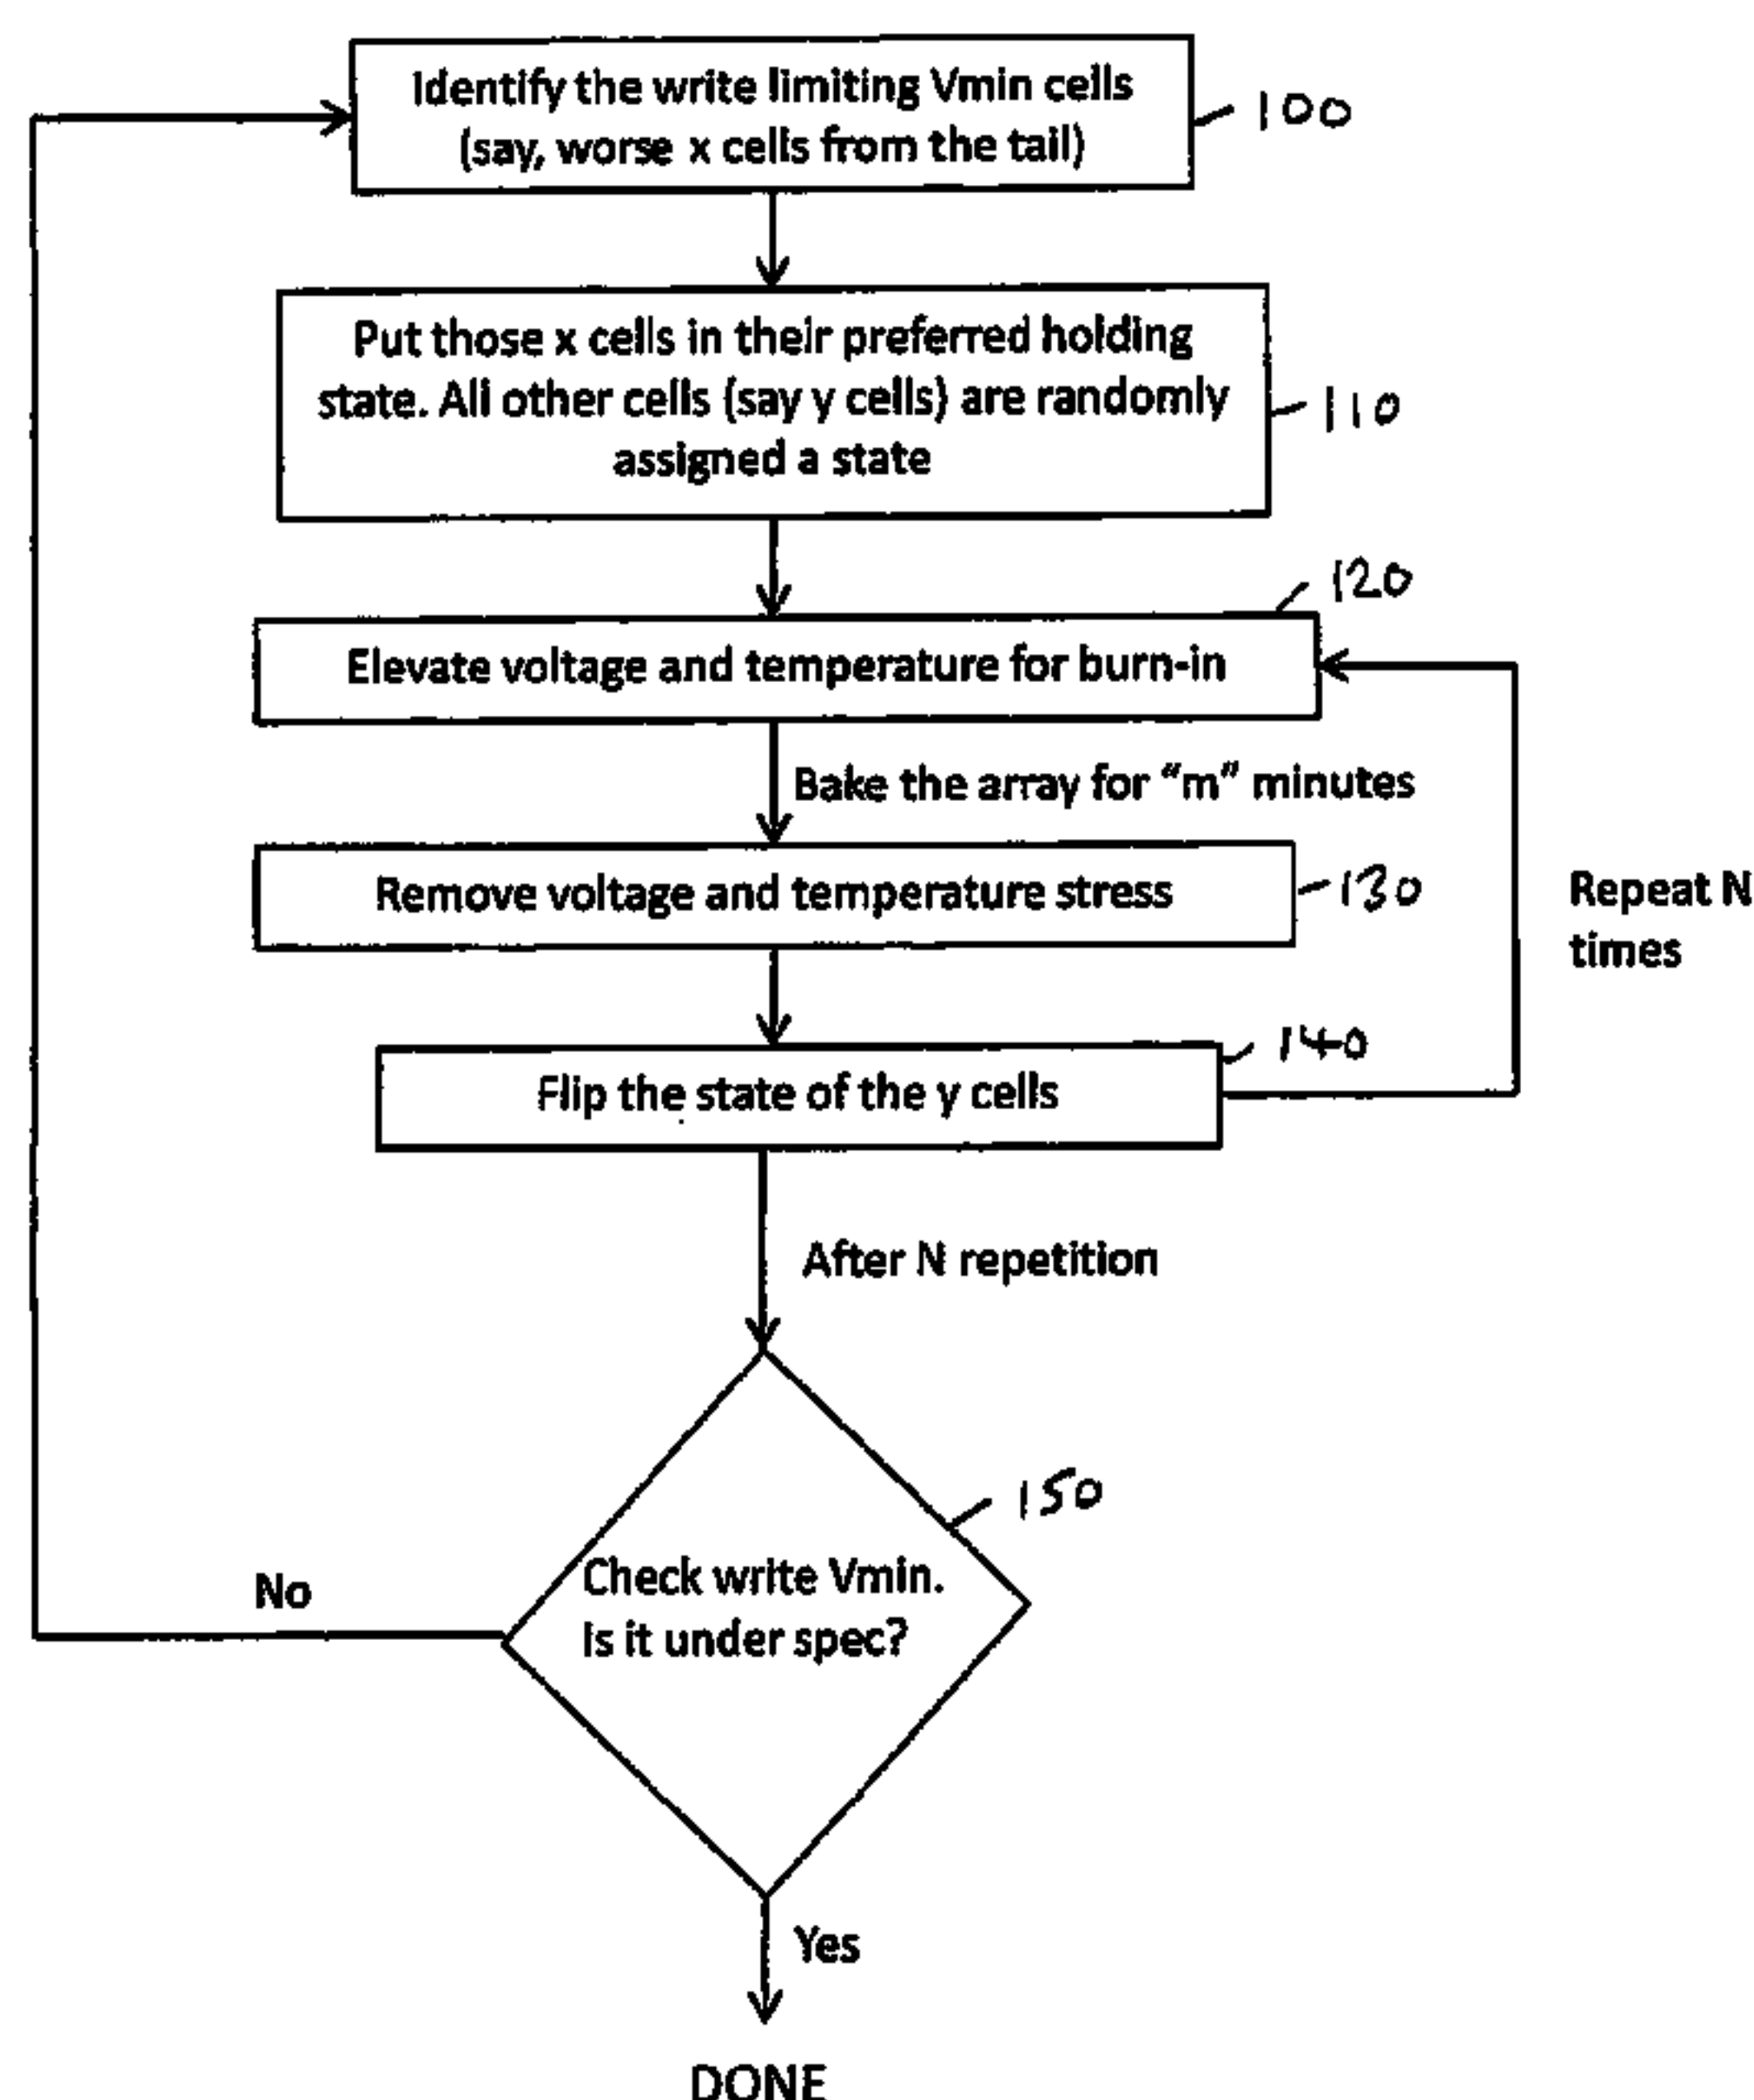 Identify the write limiting Vmin cells
(say, worse x cells from the tail)
100
Put those x cells in their preferred holding
state. All other cells (say y cells) are randomly
assigned a state
110
120
Elevate voltage and temperature for burn-in
Bake the array for “m” minutes
Remove voltage and temperature stress
130
Repeat N
times
140
Flip the state of the y cells
After N repetition
150
Check write Vmin.
Is it under spec?
No
Yes
DONE